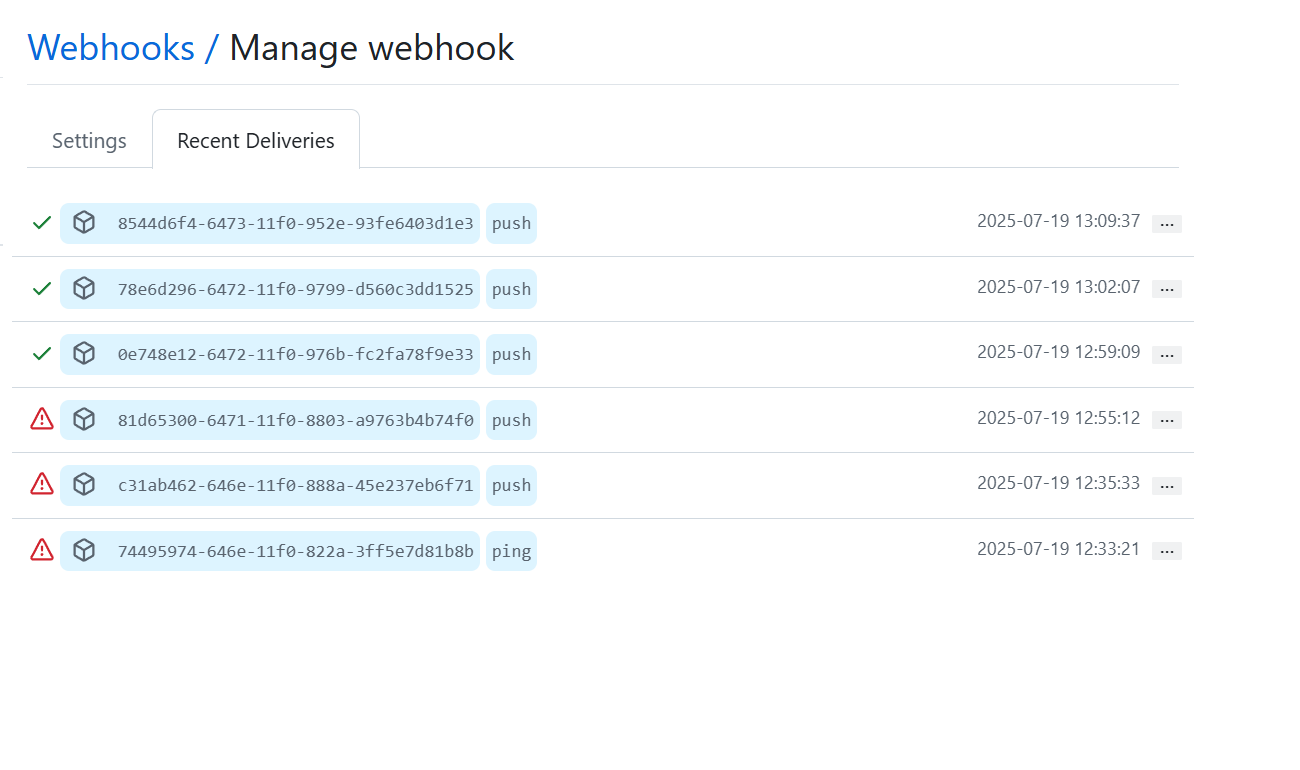 Webhooks / Manage webhook
Settings Recent Deliveries
8544d6f4-6473-11f0-952e-93fe6403d1e3 push 2025-07-19 13:09:37 ...
78e6d296-6472-11f0-9799-d560c3dd1525 push 2025-07-19 13:02:07 ...
0e748e12-6472-11f0-976b-fc2fa78f9e33 push 2025-07-19 12:59:09 ...
81d65300-6471-11f0-8803-a9763b4b74f0 push 2025-07-19 12:55:12 ...
c31ab462-646e-11f0-888a-45e237eb6f71 push 2025-07-19 12:35:33 ...
74495974-646e-11f0-822a-3ff5e7d81b8b ping 2025-07-19 12:33:21 ...